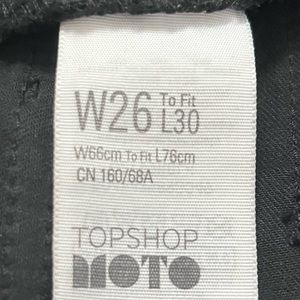 W26 To Fit L30
W66cm To Fit L76cm
CN 160/68A
TOPSHOP
MOTO